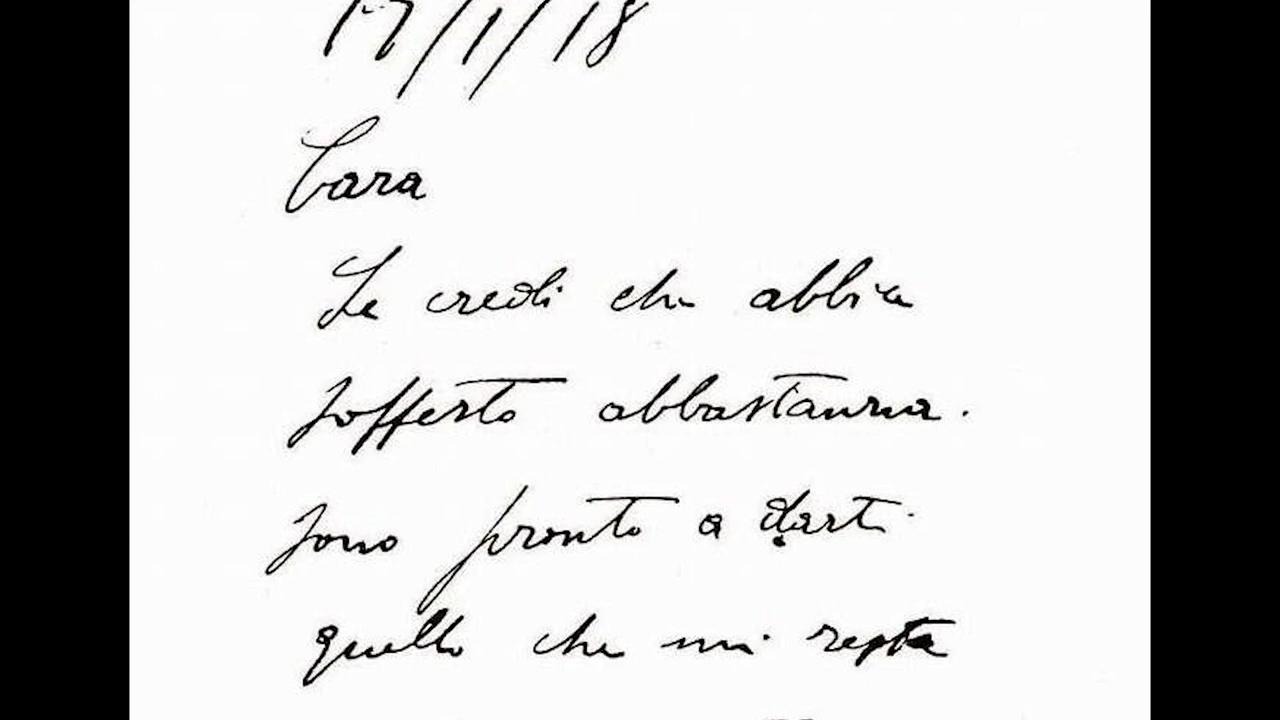 17/1/18
Cara
Se credi che abbia
sofferto abbastanza.
sono pronto a darti
quello che mi resta